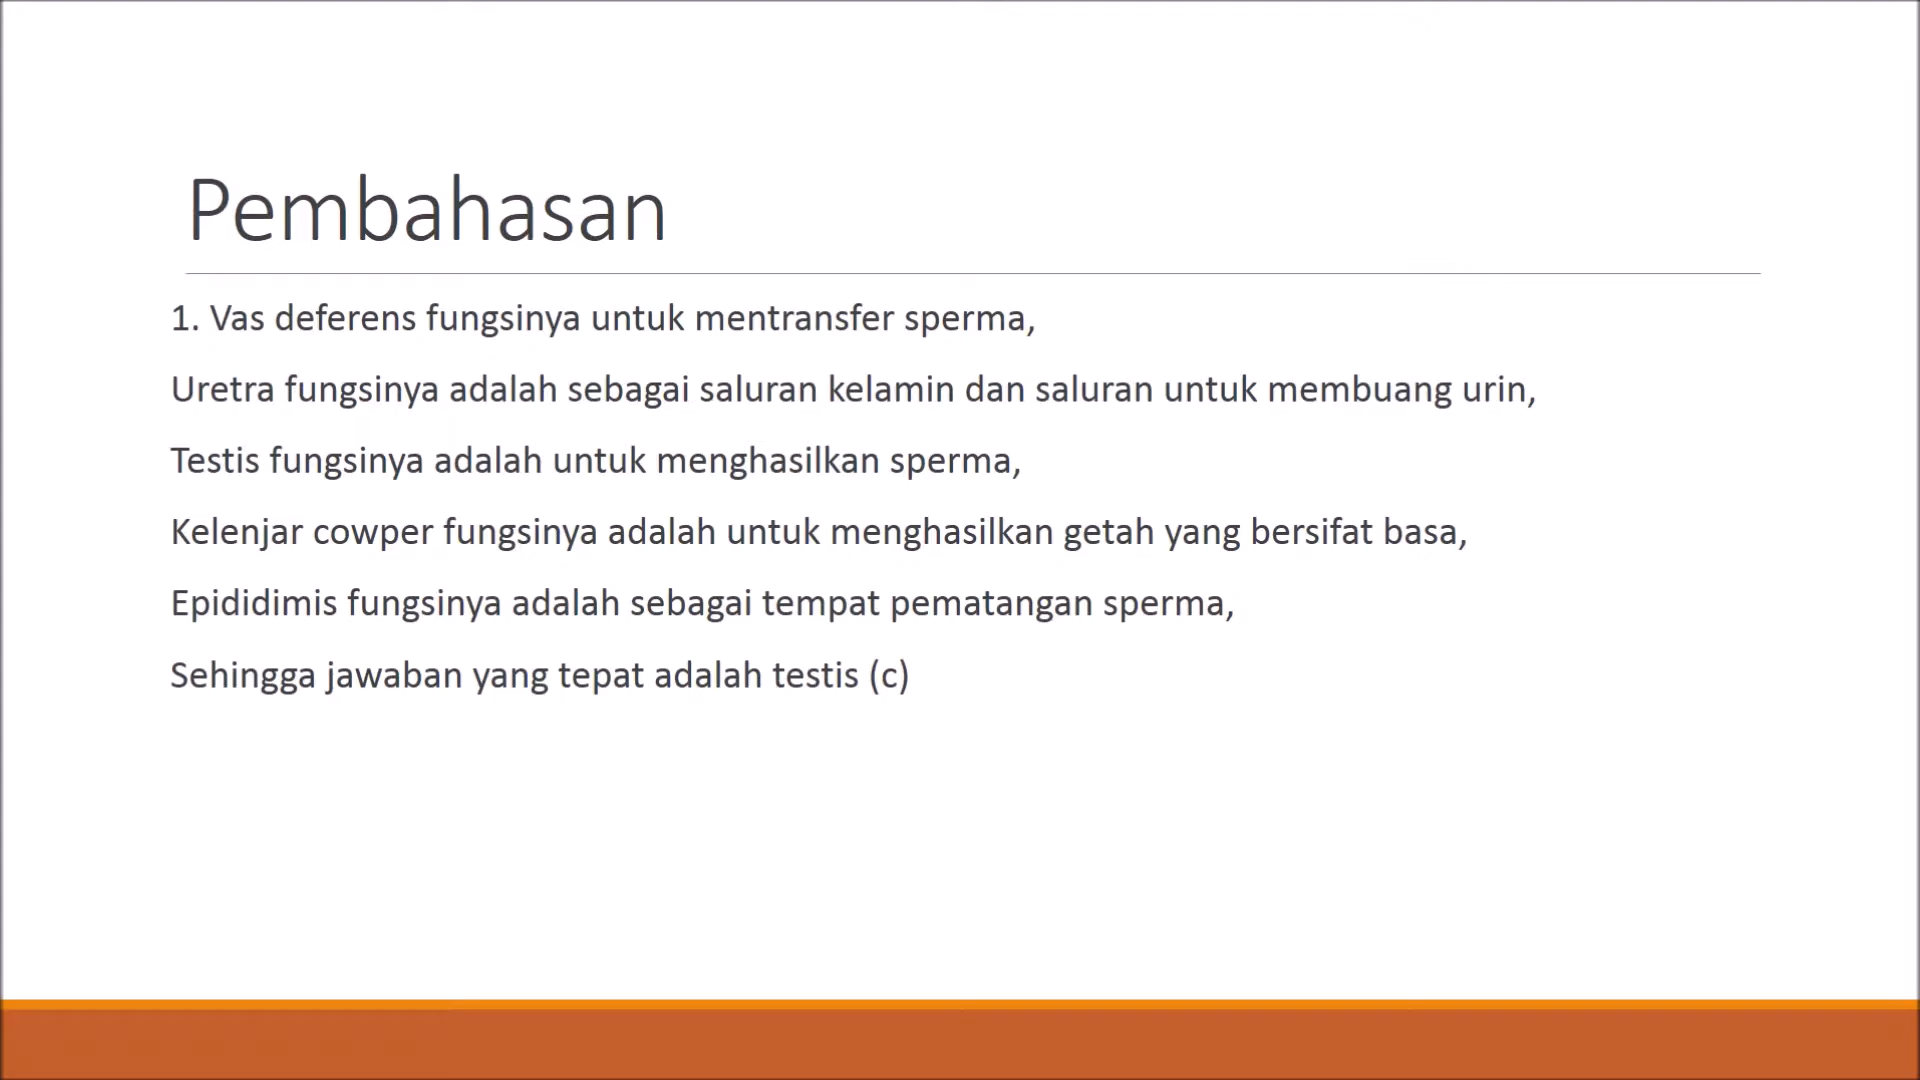 Pembahasan
1. Vas deferens fungsinya untuk mentransfer sperma,
Uretra fungsinya adalah sebagai saluran kelamin dan saluran untuk membuang urin,
Testis fungsinya adalah untuk menghasilkan sperma,
Kelenjar cowper fungsinya adalah untuk menghasilkan getah yang bersifat basa,
Epididimis fungsinya adalah sebagai tempat pematangan sperma,
Sehingga jawaban yang tepat adalah testis (c)